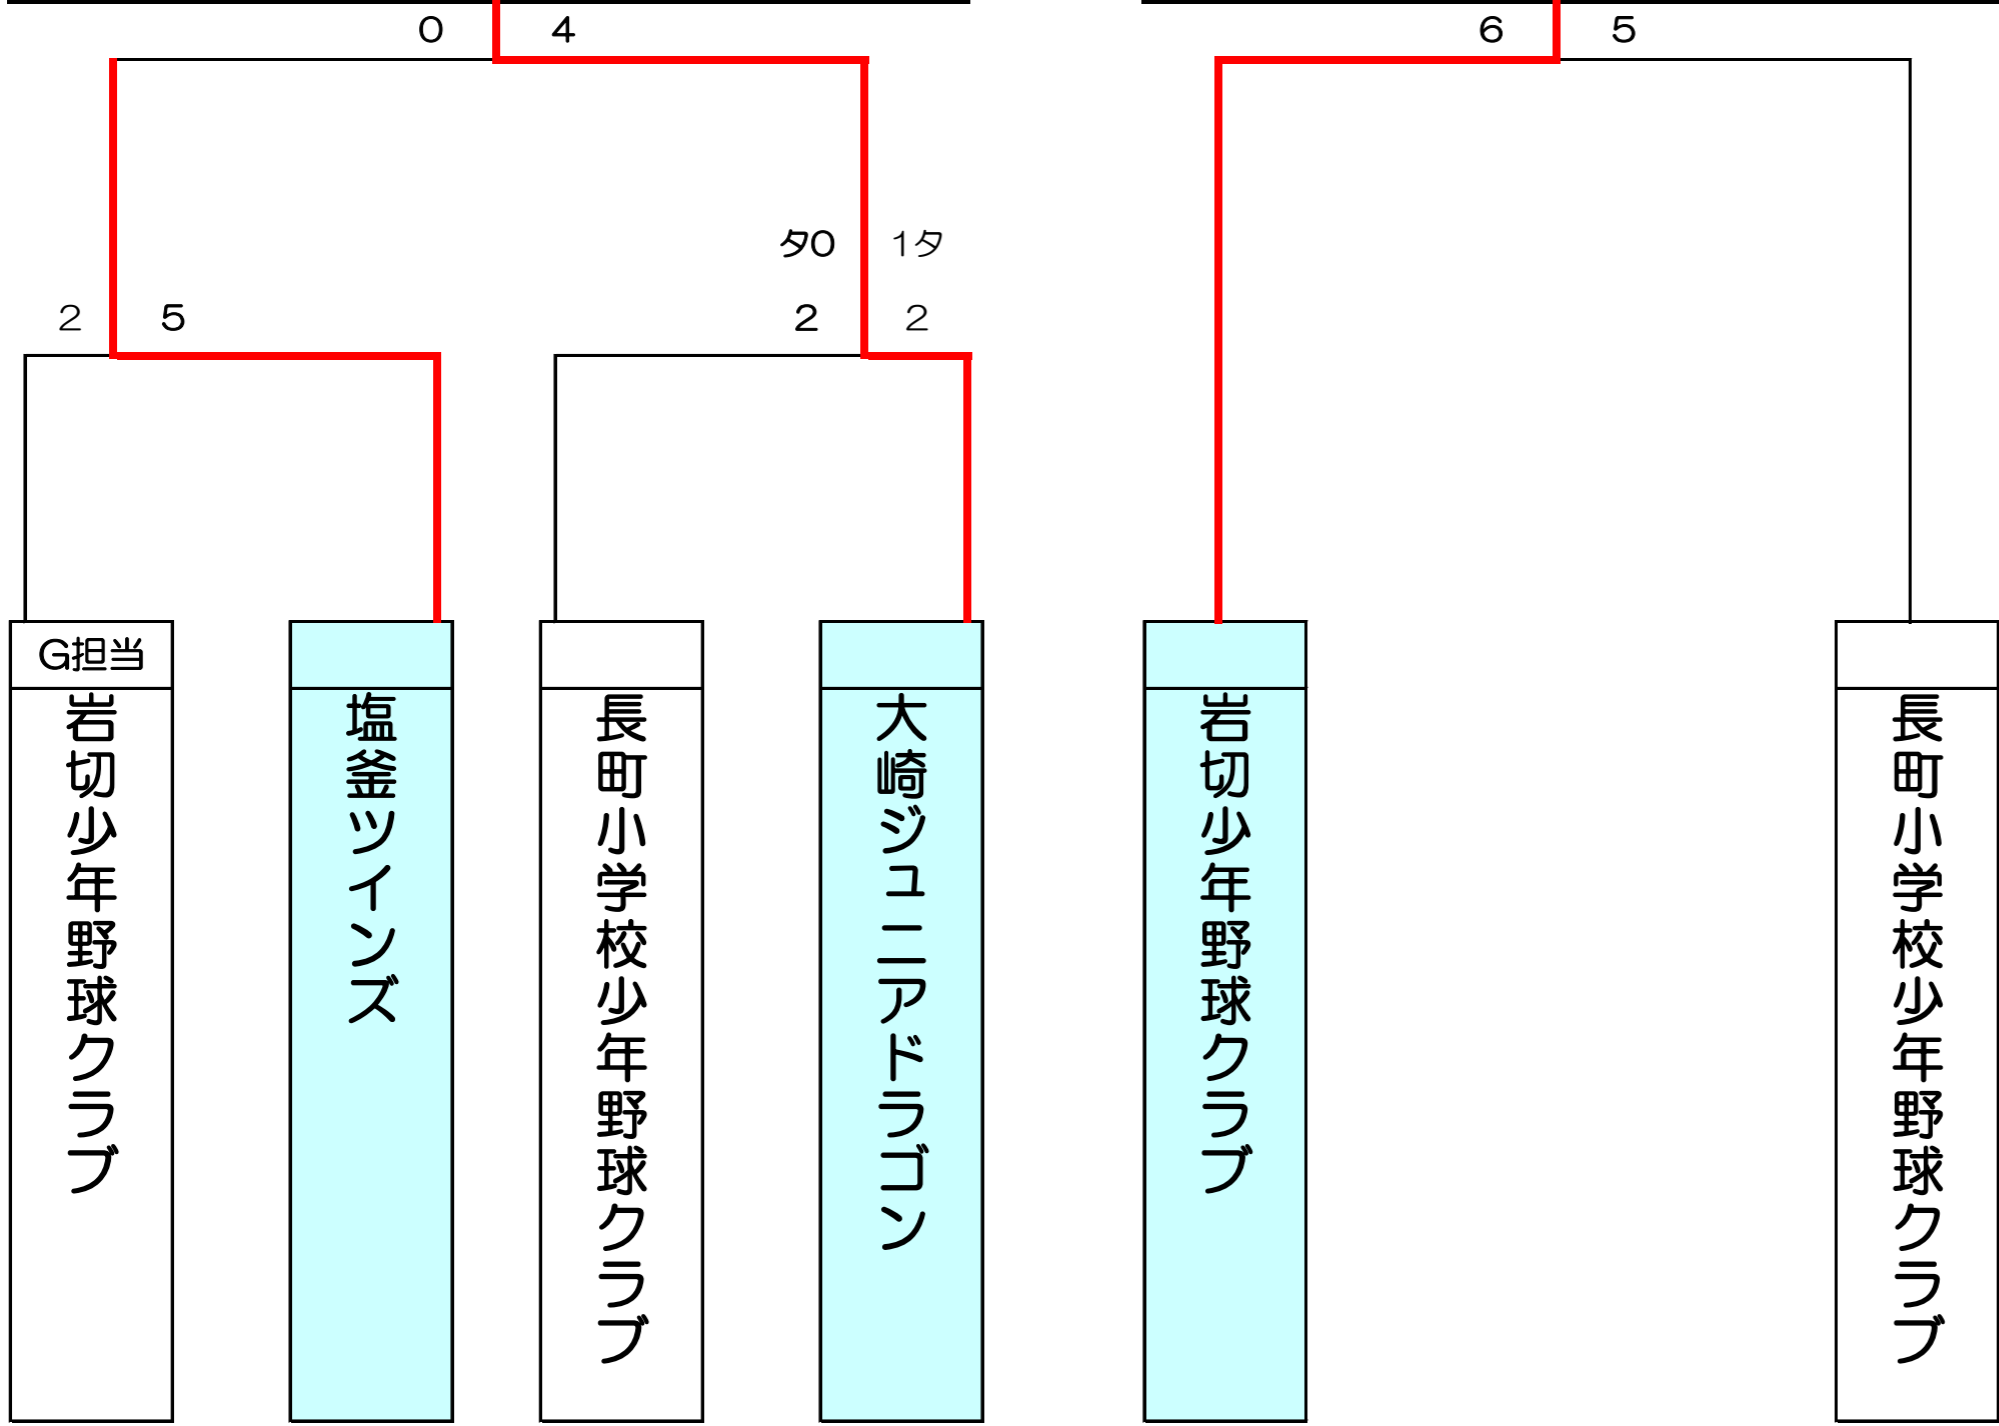 0 4
6 5
タ0 1タ
2 5
2 2
G担当
岩切少年野球クラブ
塩釜ツインズ
長町小学校少年野球クラブ
大崎ジュニアドラゴン
岩切少年野球クラブ
長町小学校少年野球クラブ